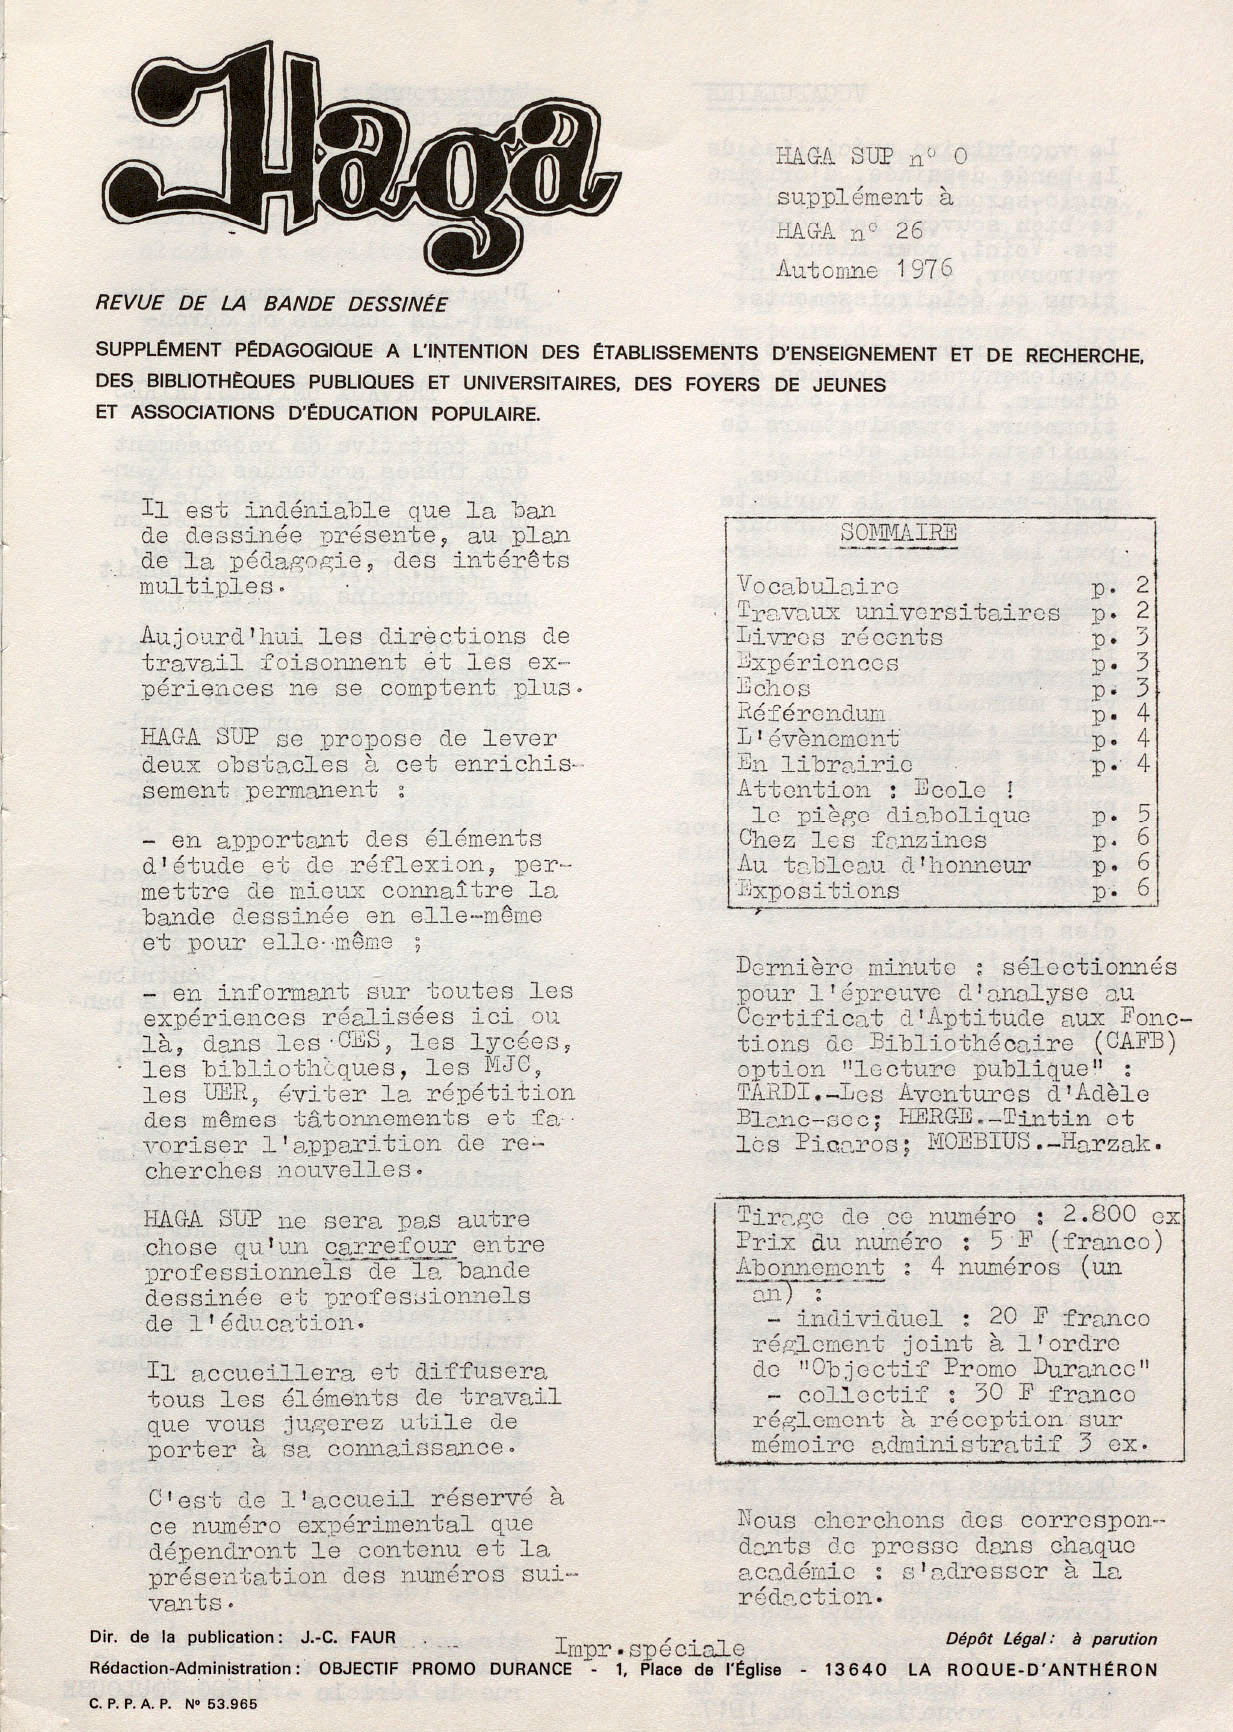 Haga
HAGA SUP n° 0
supplément à
HAGA n° 26
Automne 1976
REVUE DE LA BANDE DESSINÉE
SUPPLÉMENT PÉDAGOGIQUE A L'INTENTION DES ÉTABLISSEMENTS D'ENSEIGNEMENT ET DE RECHERCHE,
DES BIBLIOTHÈQUES PUBLIQUES ET UNIVERSITAIRES, DES FOYERS DE JEUNES
ET ASSOCIATIONS D'ÉDUCATION POPULAIRE.
Il est indéniable que la ban
de dessinée présente, au plan
de la pédagogie, des intérêts
multiples.
Aujourd'hui les dirèctions de
travail foisonnent et les ex-
périences ne se comptent plus.
HAGA SUP se propose de lever
deux obstacles à cet enrichis-
sement permanent :
- en apportant des éléments
d'étude et de réflexion, per-
mettre de mieux connaître la
bande dessinée en elle-même
et pour elle-même ;
- en informant sur toutes les
expériences réalisées ici ou
là, dans les CES, les lycées,
les bibliothèques, les MJC,
les UER, éviter la répétition
des mêmes tâtonnements et fa-
voriser l'apparition de re-
cherches nouvelles.
HAGA SUP ne sera pas autre
chose qu'un carrefour entre
professionnels de la bande
dessinée et professionnels
de l'éducation.
Il accueillera et diffusera
tous les éléments de travail
que vous jugerez utile de
porter à sa connaissance.
C'est de l'accueil réservé à
ce numéro expérimental que
dépendront le contenu et la
présentation des numéros sui-
vants.
SOMMAIRE
Vocabulaire p. 2
Travaux universitaires p. 2
Livres récents p. 3
Expériences p. 3
Echos p. 3
Référendum p. 4
L'évènement p. 4
En librairie p. 4
Attention : Ecole !
le piège diabolique p. 5
Chez les fanzines p. 6
Au tableau d'honneur p. 6
Expositions p. 6
Dernière minute : sélectionnés
pour l'épreuve d'analyse au
Certificat d'Aptitude aux Fonc-
tions de Bibliothécaire (CAFB)
option "lecture publique" :
TARDI.-Les Aventures d'Adèle
Blanc-sec; HERGE.-Tintin et
les Picaros; MOEBIUS.-Harzak.
Tirage de ce numéro : 2.800 ex
Prix du numéro : 5 F (franco)
Abonnement : 4 numéros (un
an) :
- individuel : 20 F franco
réglement joint à l'ordre
de "Objectif Promo Durance"
- collectif : 30 F franco
réglement à réception sur
mémoire administratif 3 ex.
Nous cherchons des correspon-
dants de presse dans chaque
académie : s'adresser à la
rédaction.
Dir. de la publication : J.-C. FAUR
Impr.spéciale
Dépôt Légal : à parution
Rédaction-Administration : OBJECTIF PROMO DURANCE - 1, Place de l'Église - 13640 LA ROQUE-D'ANTHÉRON
C. P. P. A. P. N° 53.965